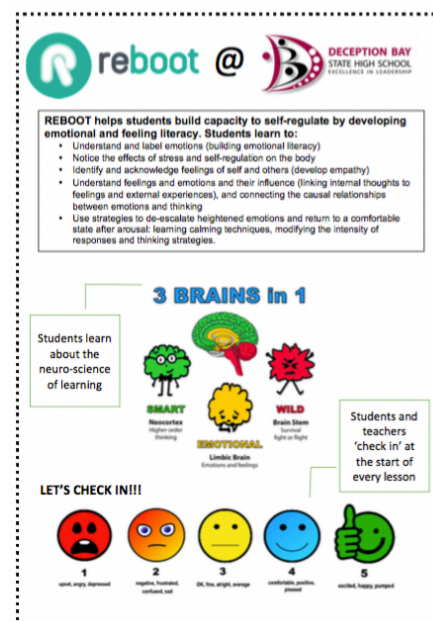 reboot @ DECEPTION BAY
STATE HIGH SCHOOL
EXCELLENCE IN LEADERSHIP
REBOOT helps students build capacity to self-regulate by developing
emotional and feeling literacy. Students learn to:
• Understand and label emotions (building emotional literacy)
• Notice the effects of stress and self-regulation on the body
• Identify and acknowledge feelings of self and others (develop empathy)
• Understand feelings and emotions and their influence (linking internal thoughts to
feelings and external experiences), and connecting the causal relationships
between emotions and thinking
• Use strategies to de-escalate heightened emotions and return to a comfortable
state after arousal: learning calming techniques, modifying the intensity of
responses and thinking strategies.
3 BRAINS in 1
Students learn
about the
neuro-science
of learning
SMART
Neocortex
Higher order
thinking
WILD
Brain Stem
Survival
fight or flight
EMOTIONAL
Limbic Brain
Emotions and feelings
Students and
teachers
‘check in’ at
the start of
every lesson
LET’S CHECK IN!!!
1
2
3
4
5
upset, angry, depressed
negative, frustrated,
confused, sad
OK, fine, alright, average
comfortable, positive,
pleased
excited, happy, pumped